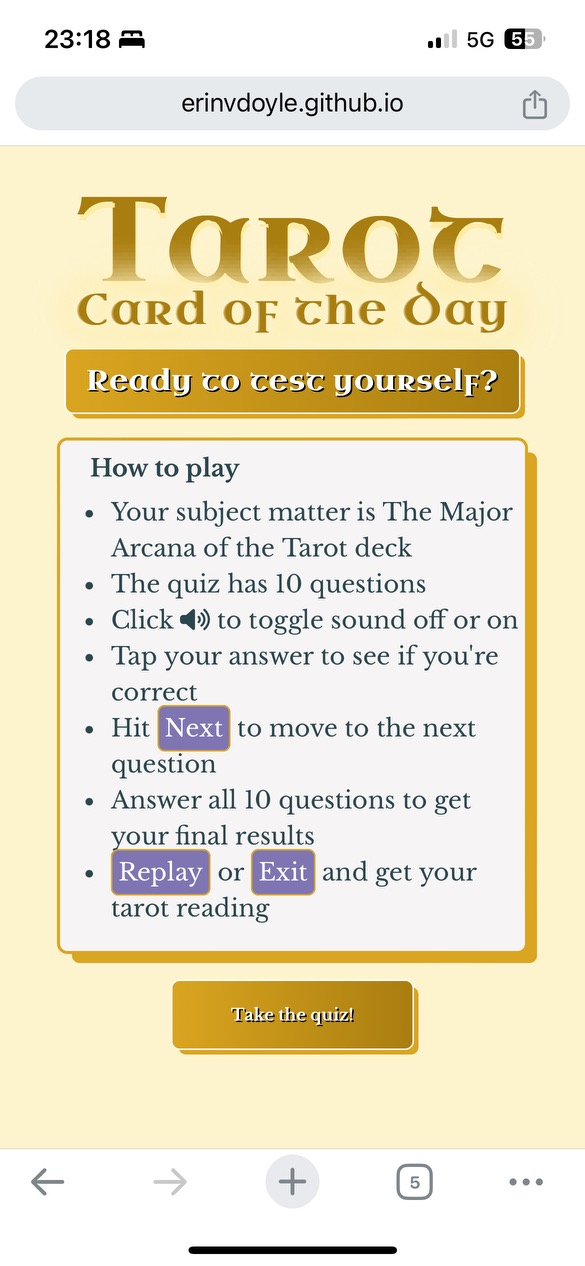 23:18
5G
55
erinvdoyle.github.io
Tarot
Card of the Day
Ready to test yourself?
How to play
• Your subject matter is The Major
Arcana of the Tarot deck
• The quiz has 10 questions
• Click to toggle sound off or on
• Tap your answer to see if you're
correct
• Hit Next to move to the next
question
• Answer all 10 questions to get
your final results
• Replay or Exit and get your
tarot reading
Take the quiz!
5